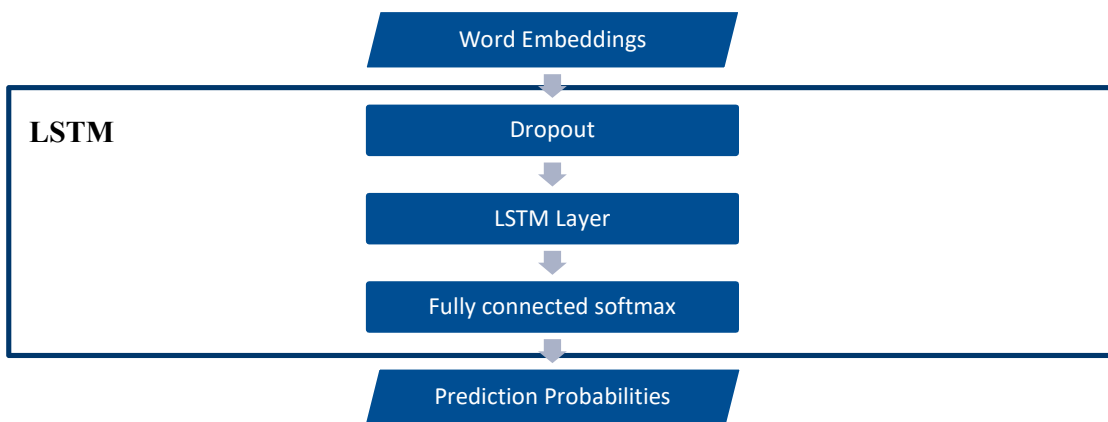 Word Embeddings
LSTM
Dropout
LSTM Layer
Fully connected softmax
Prediction Probabilities